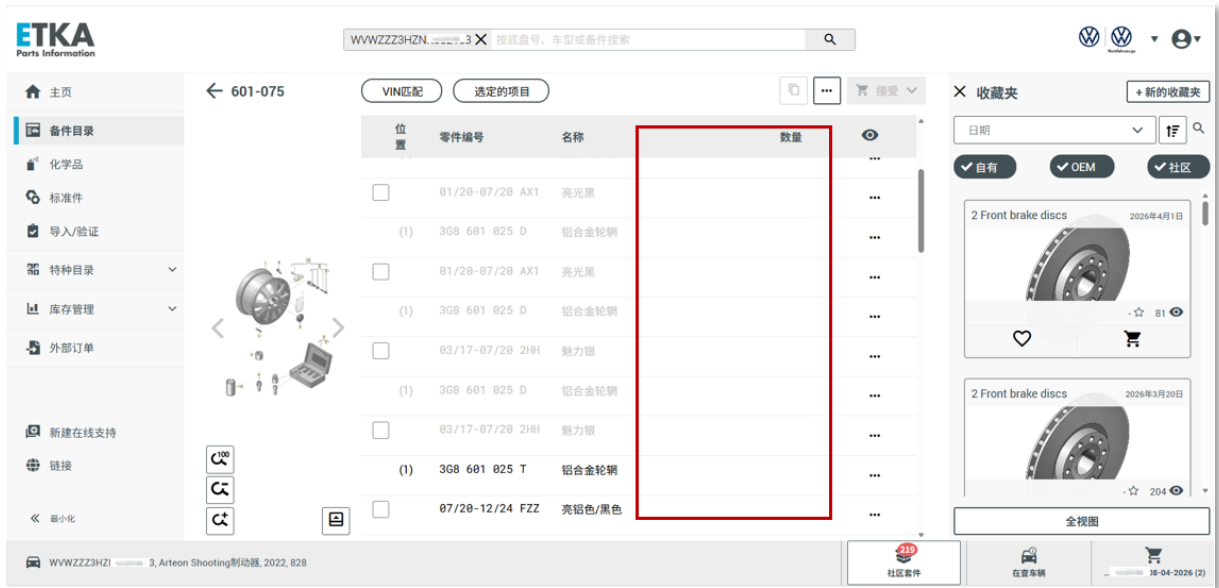 ETKA
Parts Information
WVWZZZ3HZN 3 按底盘号、车型或备件搜索
主页
备件目录
化学品
标准件
导入/验证
特种目录
库存管理
外部订单
新建在线支持
链接
最小化
601-075
100
VIN匹配 选定的项目 接受
位置 零件编号 名称 数量
01/20-07/20 AX1 亮光黑
(1) 3G8 601 025 D 铝合金轮辋
01/20-07/20 AX1 亮光黑
(1) 3G8 601 025 D 铝合金轮辋
03/17-07/20 2HH 魅力银
(1) 3G8 601 025 D 铝合金轮辋
03/17-07/20 2HH 魅力银
(1) 3G8 601 025 T 铝合金轮辋
07/20-12/24 FZZ 亮铝色/黑色
收藏夹 +新的收藏夹
日期
自有 OEM 社区
2 Front brake discs 2026年4月1日
- 81
2 Front brake discs 2026年3月20日
- 204
全视图
WVWZZZ3HZ 3, Arteon Shooting制动器, 2022, 828
219
社区套件
在查车辆
08-04-2026 (2)